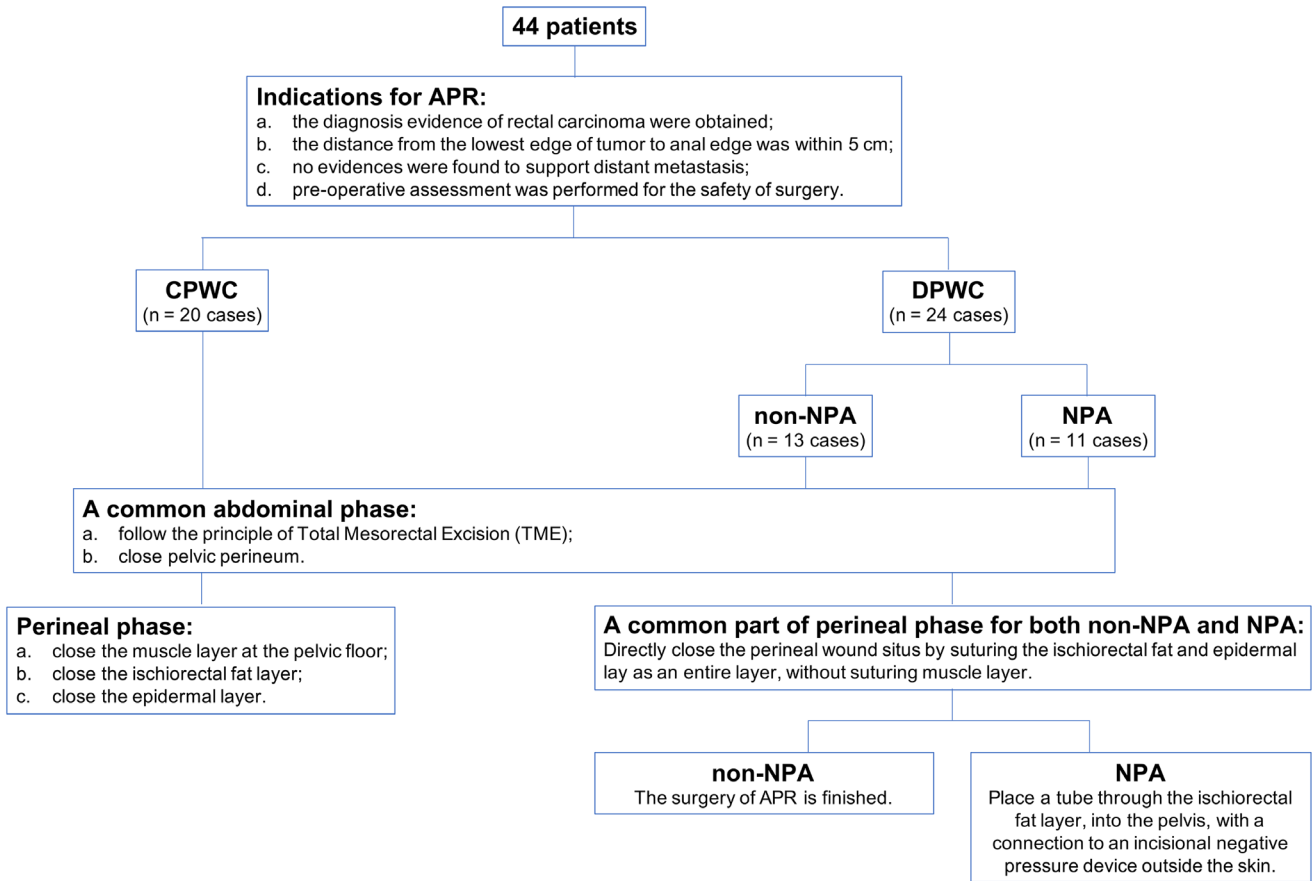 44 patients
Indications for APR:
a. the diagnosis evidence of rectal carcinoma were obtained;
b. the distance from the lowest edge of tumor to anal edge was within 5 cm;
c. no evidences were found to support distant metastasis;
d. pre-operative assessment was performed for the safety of surgery.
CPWC
(n = 20 cases)
DPWC
(n = 24 cases)
non-NPA
(n = 13 cases)
NPA
(n = 11 cases)
A common abdominal phase:
a. follow the principle of Total Mesorectal Excision (TME);
b. close pelvic perineum.
Perineal phase:
a. close the muscle layer at the pelvic floor;
b. close the ischiorectal fat layer;
c. close the epidermal layer.
A common part of perineal phase for both non-NPA and NPA:
Directly close the perineal wound situs by suturing the ischiorectal fat and epidermal
lay as an entire layer, without suturing muscle layer.
non-NPA
The surgery of APR is finished.
NPA
Place a tube through the ischiorectal
fat layer, into the pelvis, with a
connection to an incisional negative
pressure device outside the skin.